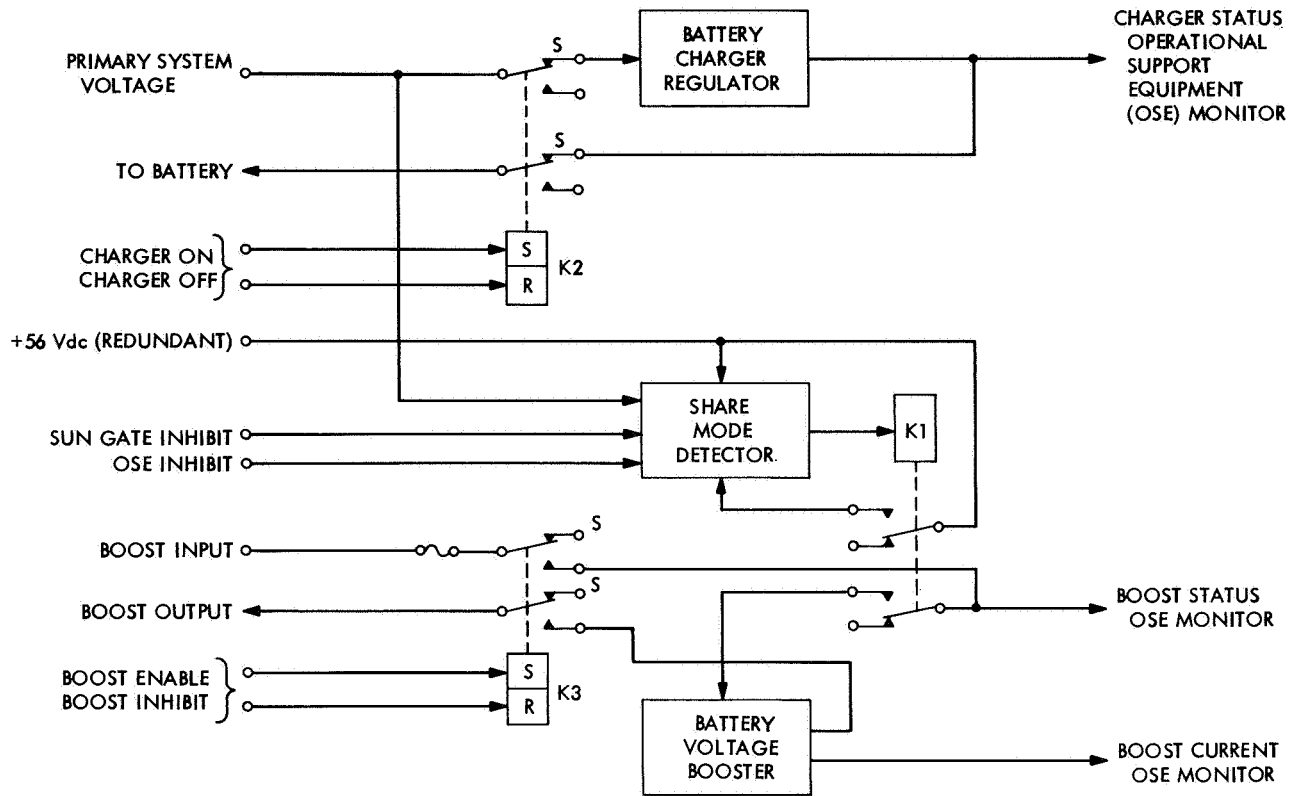 PRIMARY SYSTEM
VOLTAGE
S
BATTERY
CHARGER
REGULATOR
CHARGER STATUS
OPERATIONAL
SUPPORT
EQUIPMENT
(OSE) MONITOR
TO BATTERY
S
CHARGER ON
CHARGER OFF
S
R
K2
+56 Vdc (REDUNDANT)
SHARE
MODE
DETECTOR.
K1
SUN GATE INHIBIT
OSE INHIBIT
BOOST INPUT
S
BOOST OUTPUT
S
BOOST STATUS
OSE MONITOR
BOOST ENABLE
BOOST INHIBIT
S
R
K3
BATTERY
VOLTAGE
BOOSTER
BOOST CURRENT
OSE MONITOR